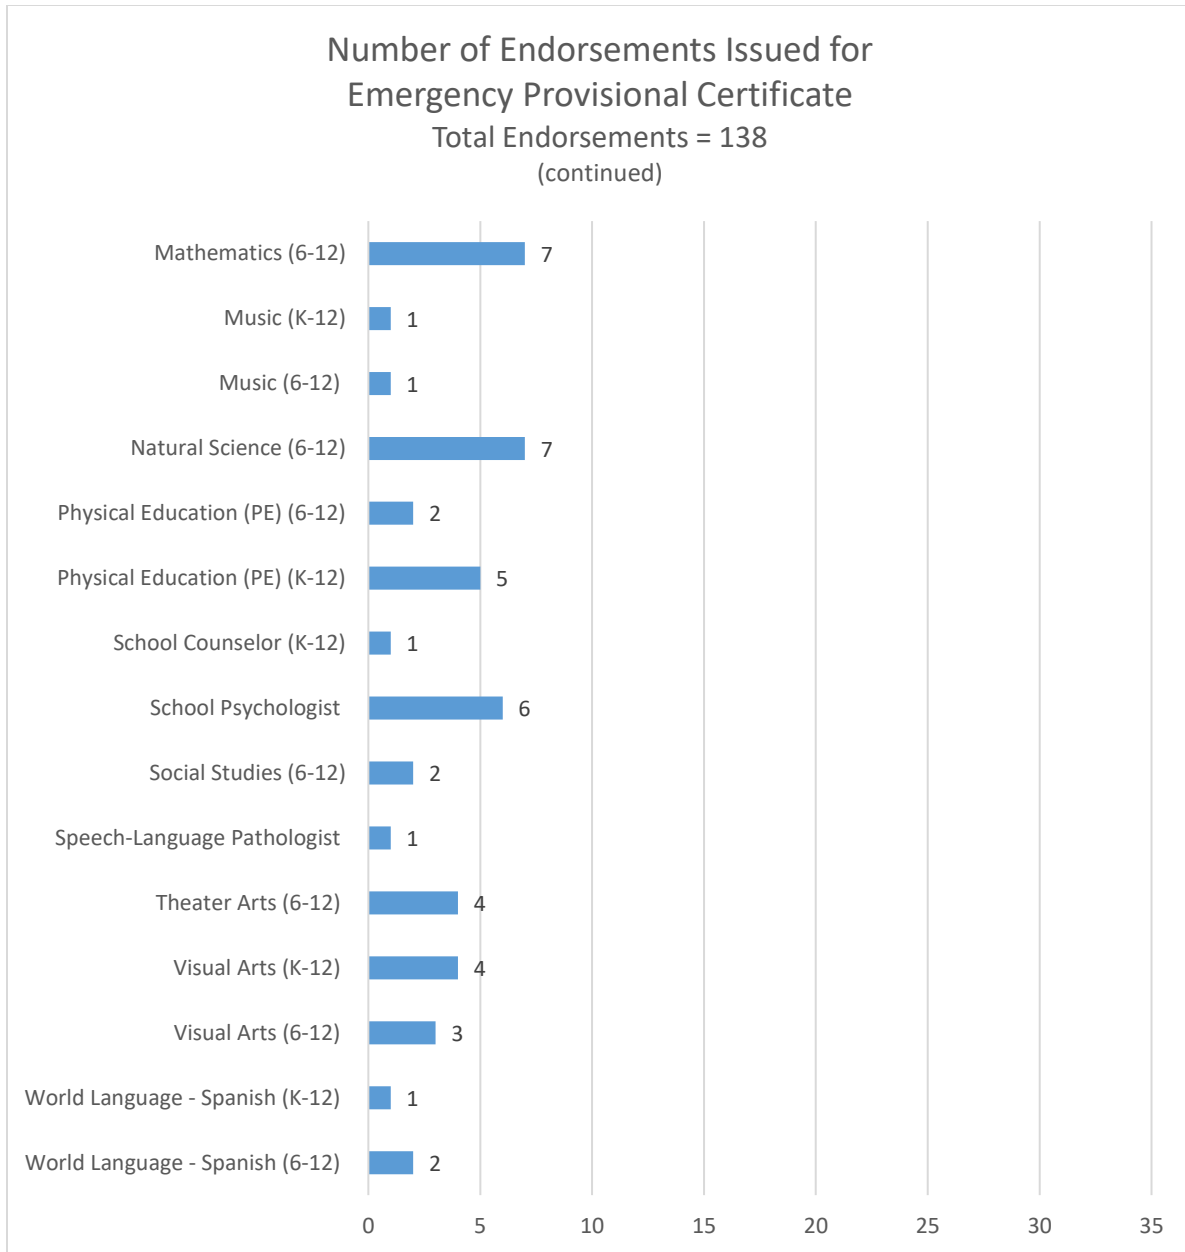 Number of Endorsements Issued for
Emergency Provisional Certificate
Total Endorsements = 138
(continued)
Mathematics (6-12) 7
Music (K-12) 1
Music (6-12) 1
Natural Science (6-12) 7
Physical Education (PE) (6-12) 2
Physical Education (PE) (K-12) 5
School Counselor (K-12) 1
School Psychologist 6
Social Studies (6-12) 2
Speech-Language Pathologist 1
Theater Arts (6-12) 4
Visual Arts (K-12) 4
Visual Arts (6-12) 3
World Language - Spanish (K-12) 1
World Language - Spanish (6-12) 2
0 5 10 15 20 25 30 35